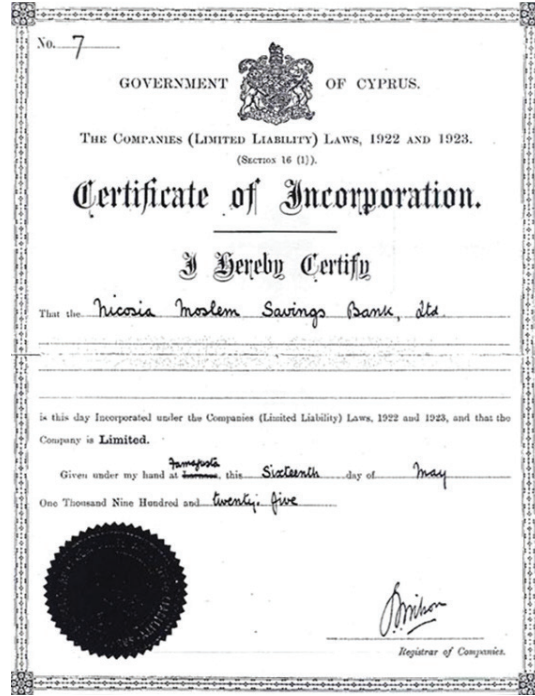 No. 7
GOVERNMENT OF CYPRUS.
THE COMPANIES (LIMITED LIABILITY) LAWS, 1922 AND 1923.
(SECTION 16 (1)).
Certificate of Incorporation.
I Hereby Certify
That the Nicosia Moslem Savings Bank, Ltd
is this day Incorporated under the Companies (Limited Liability) Laws, 1922 and 1923, and that the
Company is Limited.
Famagusta
Given under my hand at this Sixteenth day of May
One Thousand Nine Hundred and twenty-five
Registrar of Companies.